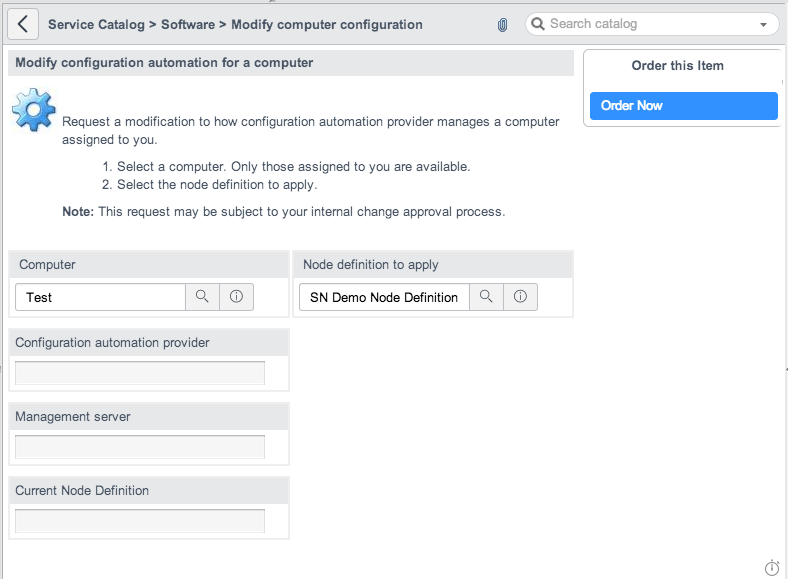 Service Catalog > Software > Modify computer configuration
Search catalog
Modify configuration automation for a computer
Order this Item
Order Now
Request a modification to how configuration automation provider manages a computer
assigned to you.
1. Select a computer. Only those assigned to you are available.
2. Select the node definition to apply.
Note: This request may be subject to your internal change approval process.
Computer
Node definition to apply
Test
SN Demo Node Definition
Configuration automation provider
Management server
Current Node Definition